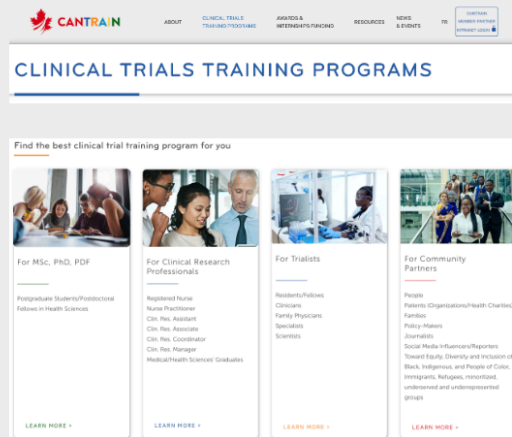 CANTRAIN
ABOUT
CLINICAL TRIALS
TRAINING PROGRAMS
AWARDS &
INTERNSHIPS FUNDING
RESOURCES
NEWS
& EVENTS
FR
CANTRAIN
MEMBER PARTNER
INTRANET LOGIN
CLINICAL TRIALS TRAINING PROGRAMS
Find the best clinical trial training program for you
For MSc, PhD, PDF
Postgraduate Students/Postdoctoral
Fellows in Health Sciences
LEARN MORE >
For Clinical Research
Professionals
Registered Nurse
Nurse Practitioner
Clin. Res. Assistant
Clin. Res. Associate
Clin. Res. Coordinator
Clin. Res. Manager
Medical/Health Sciences' Graduates
LEARN MORE >
For Trialists
Residents/Fellows
Clinicians
Family Physicians
Specialists
Scientists
LEARN MORE >
For Community
Partners
People
Patients (Organizations/Health Charities)
Families
Policy-Makers
Journalists
Social Media Influencers/Reporters
Toward Equity, Diversity and Inclusion of
Black, Indigenous, and People of Color,
Immigrants, Refugees, minoritized,
underserved and underrepresented
groups
LEARN MORE >